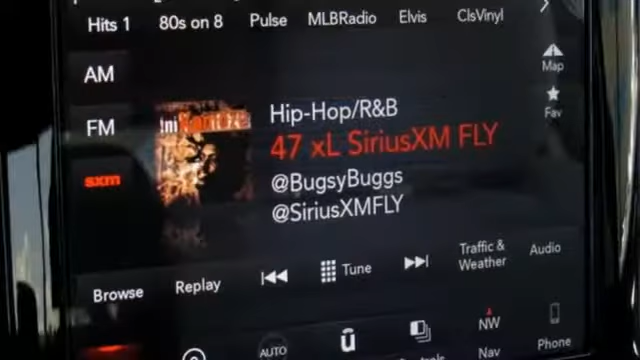 Hits 1 80s on 8 Pulse MLBRadio Elvis ClsVinyl
AM
Map
FM
Fav
sxm
Hip-Hop/R&B
47 xL SiriusXM FLY
@BugsyBuggs
@SiriusXMFLY
Browse Replay Tune Traffic & Weather Audio
AUTO NW
Nav Phone